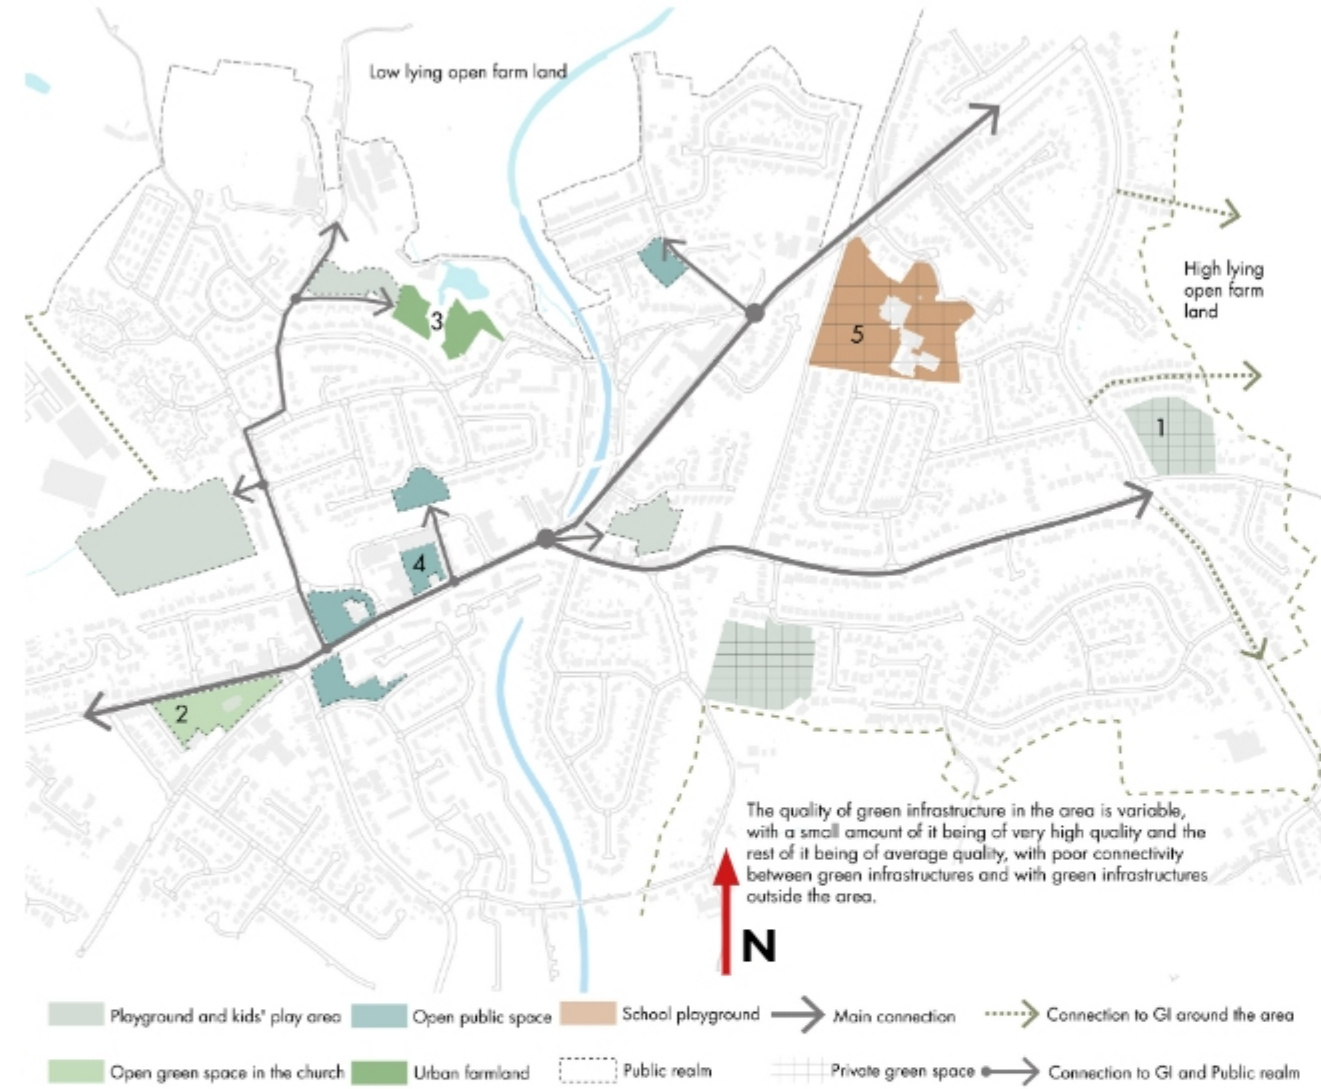 Low lying open farm land
High lying
open farm
land
3
5
1
4
2
The quality of green infrastructure in the area is variable,
with a small amount of it being of very high quality and the
rest of it being of average quality, with poor connectivity
between green infrastructures and with green infrastructures
outside the area.
N
Playground and kids' play area
Open public space
School playground
Main connection
Connection to GI around the area
Open green space in the church
Urban farmland
Public realm
Private green space
Connection to GI and Public realm